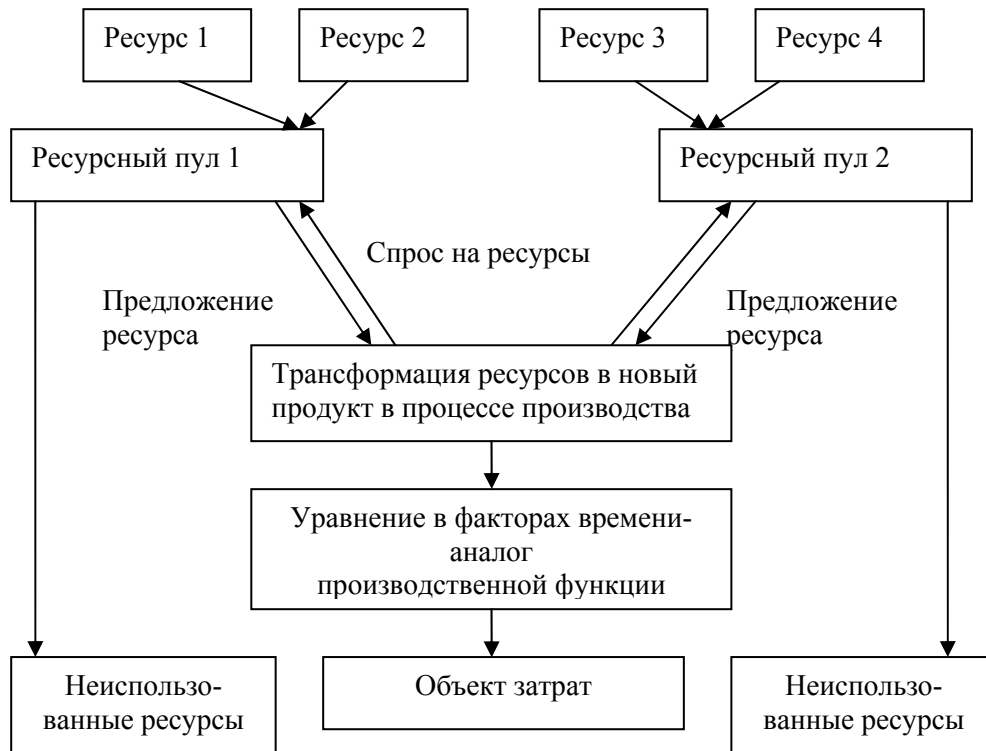 Ресурс 1
Ресурс 2
Ресурс 3
Ресурс 4
Ресурсный пул 1
Ресурсный пул 2
Спрос на ресурсы
Предложение
ресурса
Предложение
ресурса
Трансформация ресурсов в новый
продукт в процессе производства
Уравнение в факторах времени-
аналог
производственной функции
Неиспользо-
ванные ресурсы
Объект затрат
Неиспользо-
ванные ресурсы